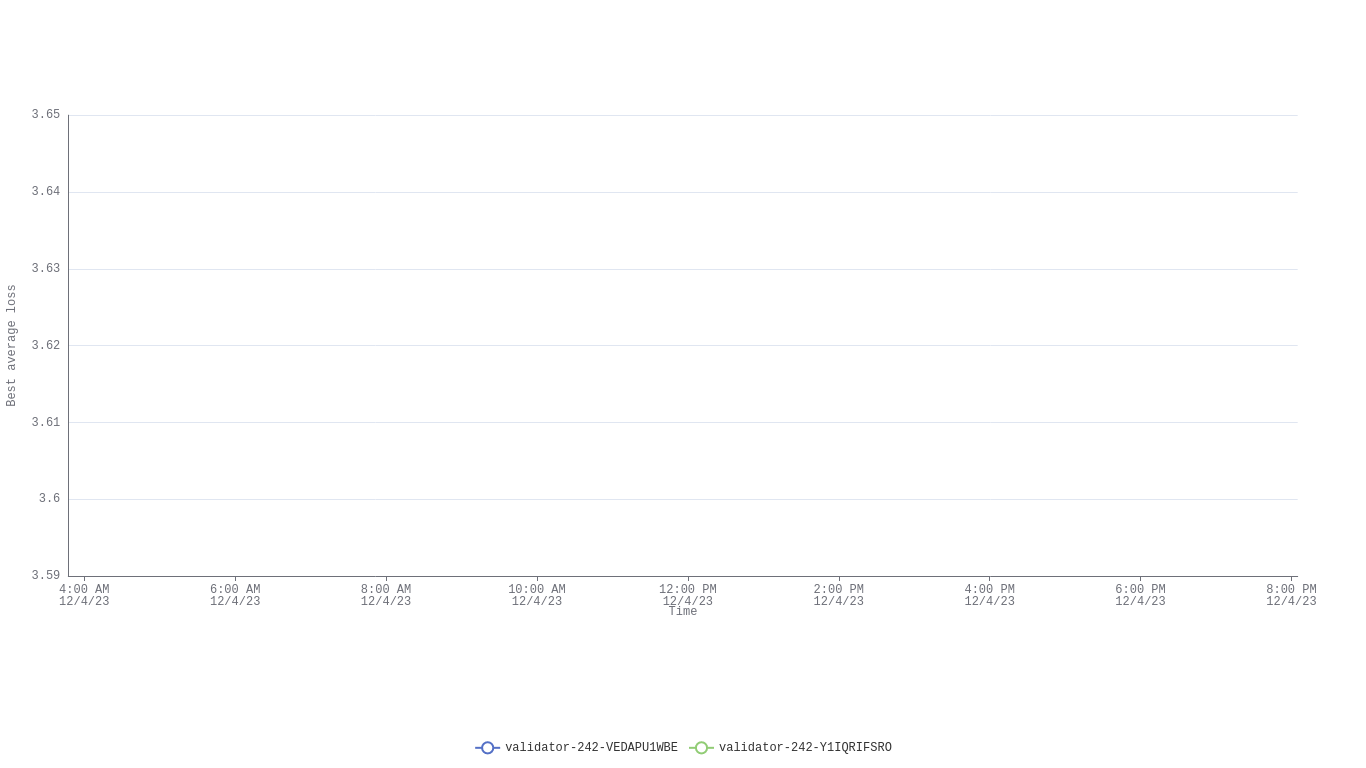 3.65
3.64
3.63
3.62
3.61
3.6
3.59
Best average loss
4:00 AM
12/4/23
6:00 AM
12/4/23
8:00 AM
12/4/23
10:00 AM
12/4/23
12:00 PM
12/4/23
2:00 PM
12/4/23
4:00 PM
12/4/23
6:00 PM
12/4/23
8:00 PM
12/4/23
Time
validator-242-VEDAPU1WBE
validator-242-Y1IQRIFSRO